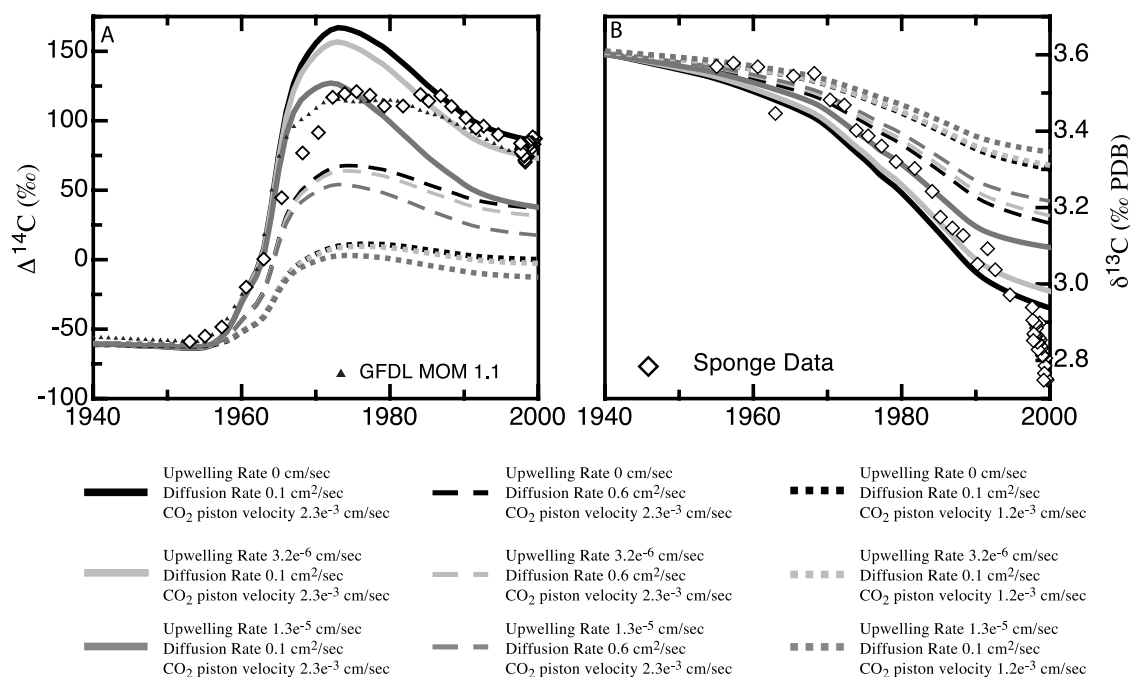 A
B
150
100
50
0
-50
-100
Δ 14C (‰)
▲ GFDL MOM 1.1
1940 1960 1980 2000
3.6
3.4
3.2
3.0
2.8
δ13C (‰ PDB)
Sponge Data
1940 1960 1980 2000
Upwelling Rate 0 cm/sec
Diffusion Rate 0.1 cm2/sec
CO2 piston velocity 2.3e-3 cm/sec
Upwelling Rate 0 cm/sec
Diffusion Rate 0.6 cm2/sec
CO2 piston velocity 2.3e-3 cm/sec
Upwelling Rate 0 cm/sec
Diffusion Rate 0.1 cm2/sec
CO2 piston velocity 1.2e-3 cm/sec
Upwelling Rate 3.2e-6 cm/sec
Diffusion Rate 0.1 cm2/sec
CO2 piston velocity 2.3e-3 cm/sec
Upwelling Rate 3.2e-6 cm/sec
Diffusion Rate 0.6 cm2/sec
CO2 piston velocity 2.3e-3 cm/sec
Upwelling Rate 3.2e-6 cm/sec
Diffusion Rate 0.1 cm2/sec
CO2 piston velocity 1.2e-3 cm/sec
Upwelling Rate 1.3e-5 cm/sec
Diffusion Rate 0.1 cm2/sec
CO2 piston velocity 2.3e-3 cm/sec
Upwelling Rate 1.3e-5 cm/sec
Diffusion Rate 0.6 cm2/sec
CO2 piston velocity 2.3e-3 cm/sec
Upwelling Rate 1.3e-5 cm/sec
Diffusion Rate 0.1 cm2/sec
CO2 piston velocity 1.2e-3 cm/sec